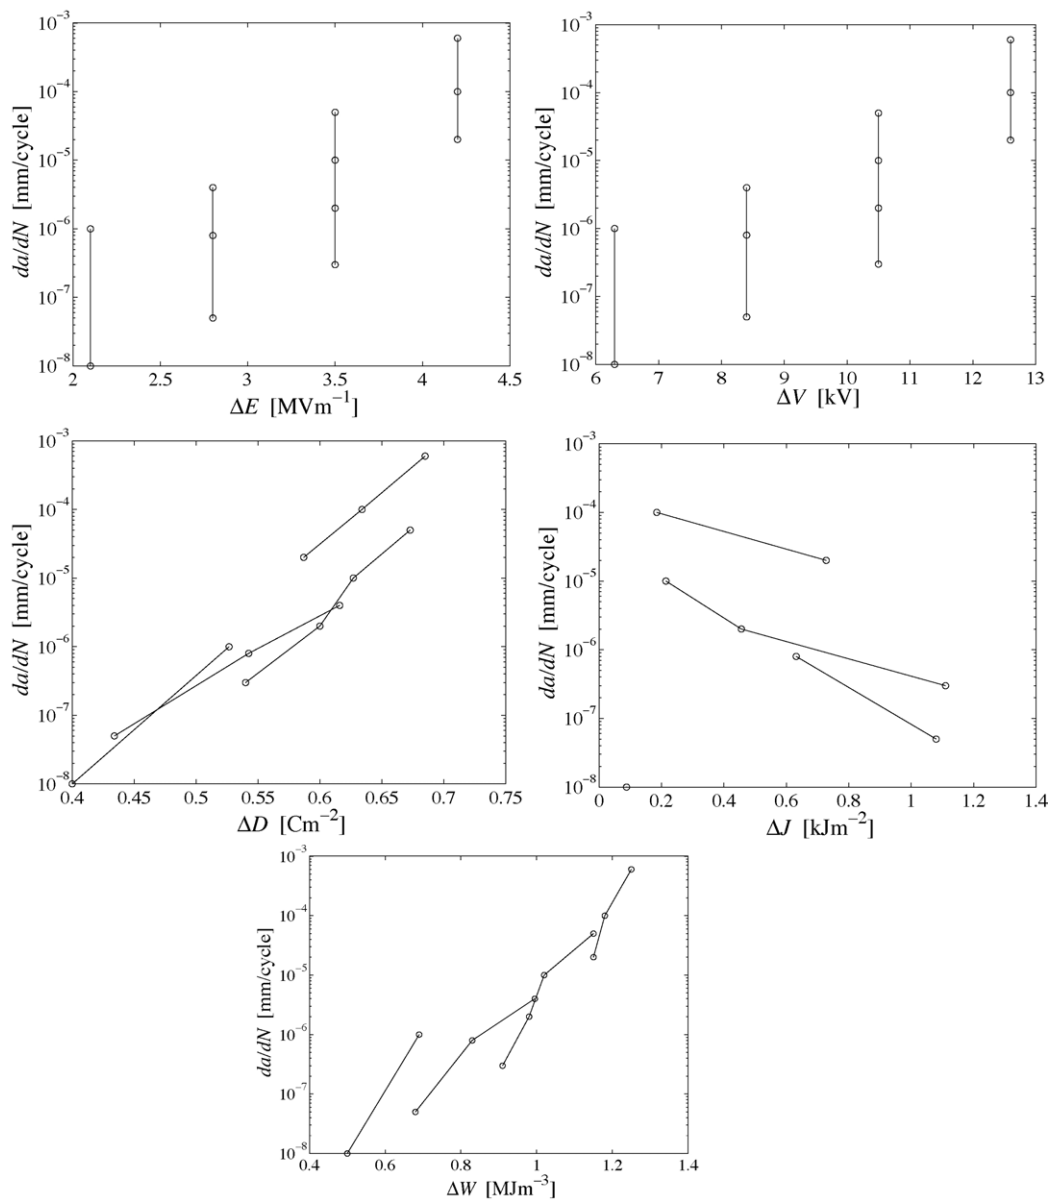 10⁻³
10⁻⁴
10⁻⁵
10⁻⁶
10⁻⁷
10⁻⁸
da/dN [mm/cycle]
2 2.5 3 3.5 4 4.5
ΔE [MVm⁻¹]
10⁻³
10⁻⁴
10⁻⁵
10⁻⁶
10⁻⁷
10⁻⁸
da/dN [mm/cycle]
6 7 8 9 10 11 12 13
ΔV [kV]
10⁻³
10⁻⁴
10⁻⁵
10⁻⁶
10⁻⁷
10⁻⁸
da/dN [mm/cycle]
0.4 0.45 0.5 0.55 0.6 0.65 0.7 0.75
ΔD [Cm⁻²]
10⁻³
10⁻⁴
10⁻⁵
10⁻⁶
10⁻⁷
10⁻⁸
da/dN [mm/cycle]
0 0.2 0.4 0.6 0.8 1 1.2 1.4
ΔJ [kJm⁻²]
10⁻³
10⁻⁴
10⁻⁵
10⁻⁶
10⁻⁷
10⁻⁸
da/dN [mm/cycle]
0.4 0.6 0.8 1 1.2 1.4
ΔW [MJm⁻³]